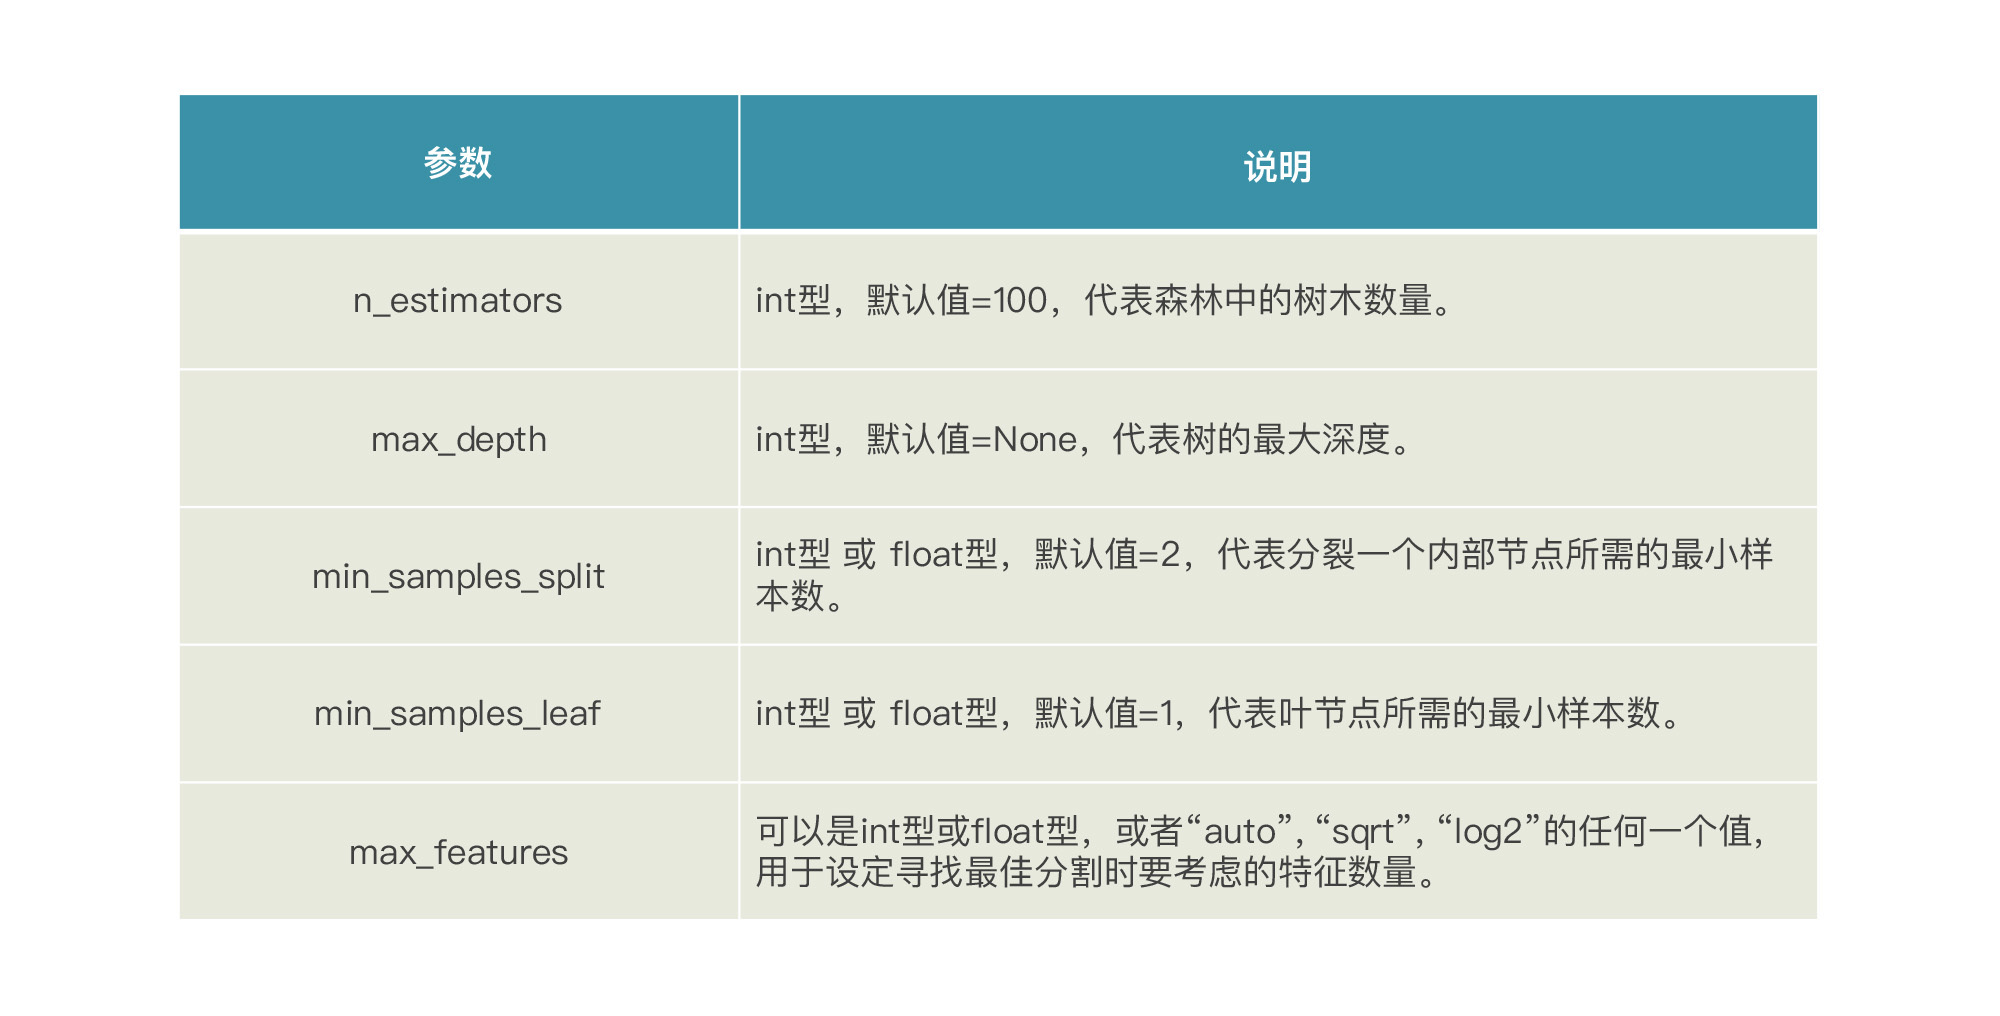 参数
说明
n_estimators
int型，默认值=100，代表森林中的树木数量。
max_depth
int型，默认值=None，代表树的最大深度。
min_samples_split
int型 或 float型，默认值=2，代表分裂一个内部节点所需的最小样
本数。
min_samples_leaf
int型 或 float型，默认值=1，代表叶节点所需的最小样本数。
max_features
可以是int型或float型，或者“auto”, “sqrt”, “log2”的任何一个值，
用于设定寻找最佳分割时要考虑的特征数量。